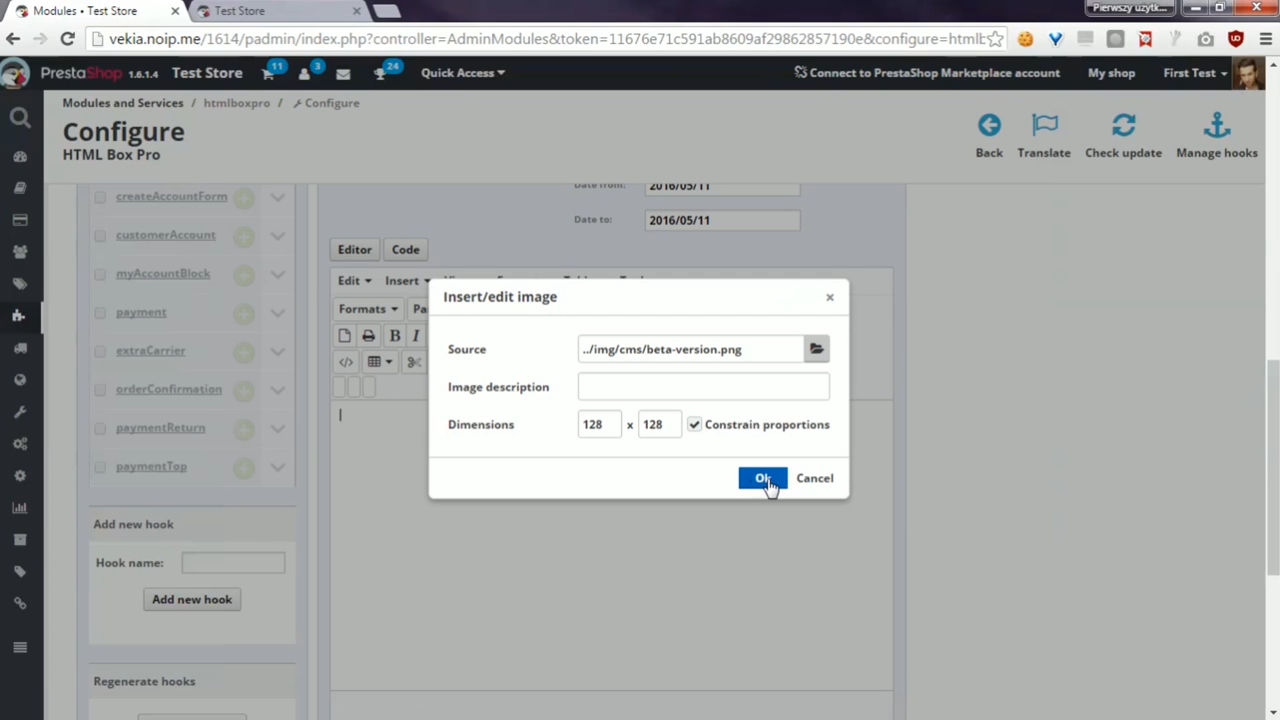 Modules • Test Store
Test Store
Pierwszy użytk...
vekia.noip.me/1614/padmin/index.php?controller=AdminModules&token=11676e71c591ab8609af29862857190e&configure=htmlb
PrestaShop 1.6.1.4 Test Store 11 3 24 Quick Access Connect to PrestaShop Marketplace account My shop First Test
Modules and Services / htmlboxpro / Configure
Configure
HTML Box Pro
Back Translate Check update Manage hooks
createAccountForm
customerAccount
myAccountBlock
payment
extraCarrier
orderConfirmation
paymentReturn
paymentTop
Add new hook
Hook name:
Add new hook
Regenerate hooks
Date from: 2016/05/11
Date to: 2016/05/11
Editor Code
Edit Insert
Formats Pa
B I
Insert/edit image ×
Source ../img/cms/beta-version.png
Image description
Dimensions 128 x 128 Constrain proportions
Ok Cancel